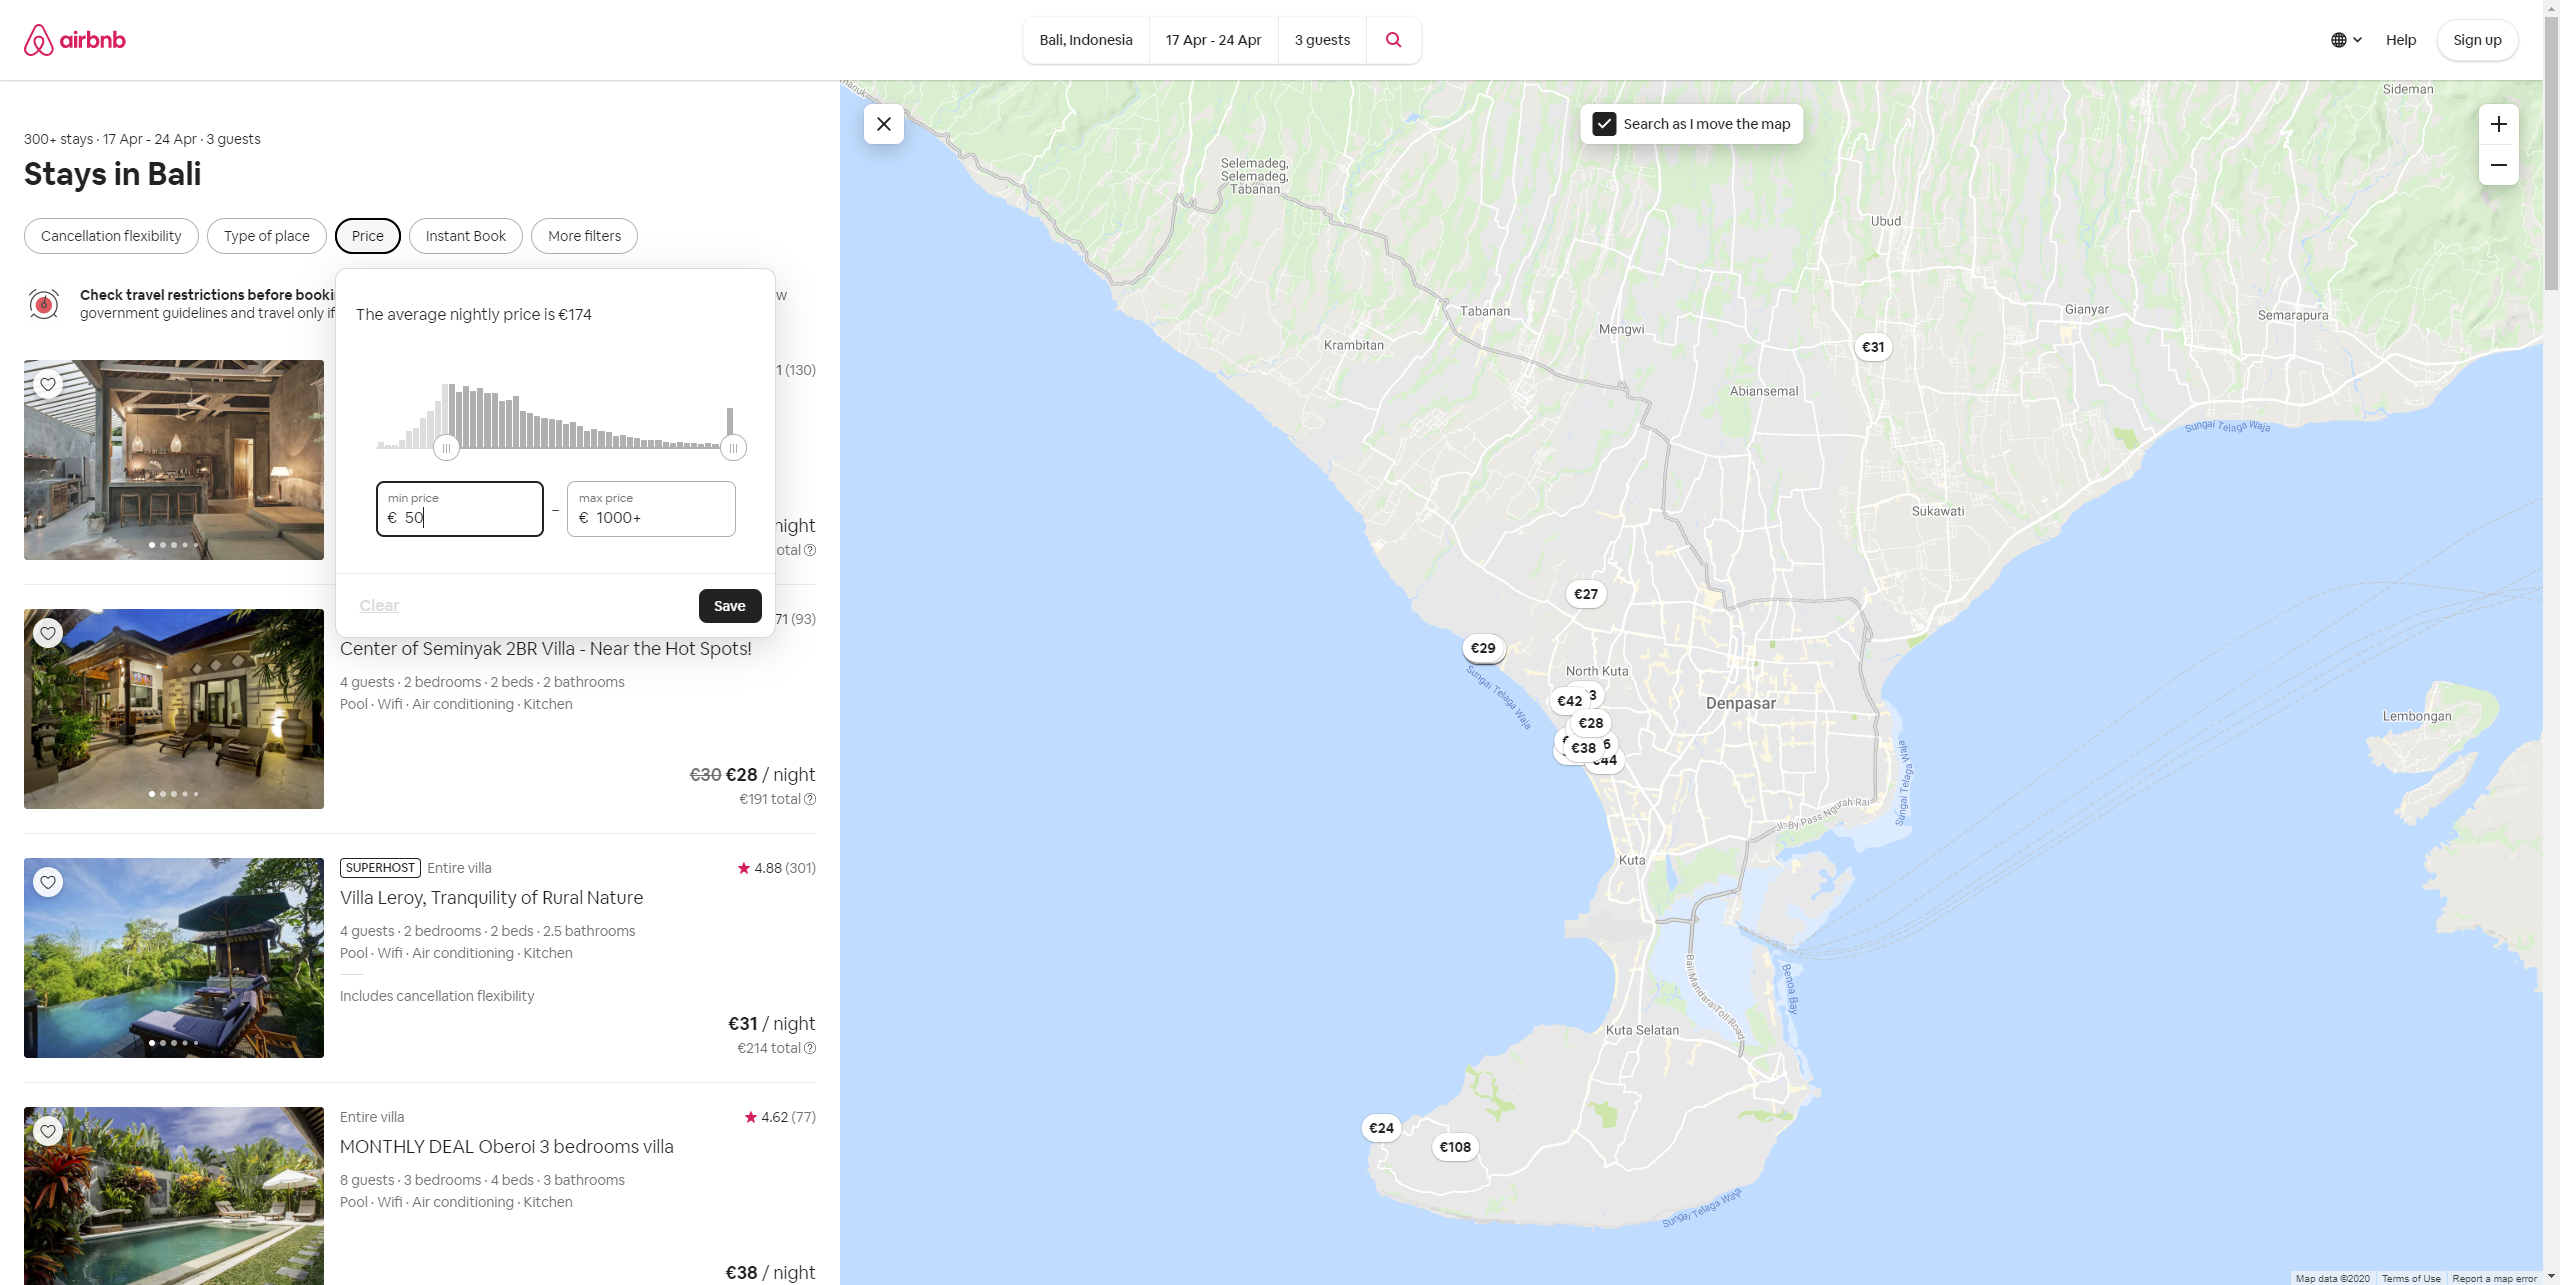 airbnb
Bali, Indonesia
17 Apr - 24 Apr
3 guests
Help
Sign up
300+ stays · 17 Apr - 24 Apr · 3 guests
Stays in Bali
Cancellation flexibility
Type of place
Price
Instant Book
More filters
Check travel restrictions before
government guidelines and travel only if
The average nightly price is €174
min price
€ 50
–
max price
€ 1000+
Clear
Save
(130)
night
(93)
Center of Seminyak 2BR Villa - Near the Hot Spots!
4 guests · 2 bedrooms · 2 beds · 2 bathrooms
Pool · Wifi · Air conditioning · Kitchen
€30 €28 / night
€191 total
SUPERHOST Entire villa
4.88 (301)
Villa Leroy, Tranquility of Rural Nature
4 guests · 2 bedrooms · 2 beds · 2.5 bathrooms
Pool · Wifi · Air conditioning · Kitchen
Includes cancellation flexibility
€31 / night
€214 total
Entire villa
4.62 (77)
MONTHLY DEAL Oberoi 3 bedrooms villa
8 guests · 3 bedrooms · 4 beds · 3 bathrooms
Pool · Wifi · Air conditioning · Kitchen
€38 / night
Search as I move the map
Sideman
Selemadeg,
Selemadeg,
Tabanan
Ubud
Tabanan
Mengwi
Gianyar
Semarapura
Krambitan
€31
Abiansemal
Sungai Telaga Waja
Sukawati
€27
€29
North Kuta
Sungai Telaga Waja
€42
Denpasar
€28
€38
€44
Lembongan
Sungai Telaga Waja
Jl. By Pass Ngurah Rai
Kuta
Bali Mandara Toll Road
Benoa Bay
Kuta Selatan
€24
€108
Sungai Telaga Waja
Map data ©2020
Terms of Use
Report a map error